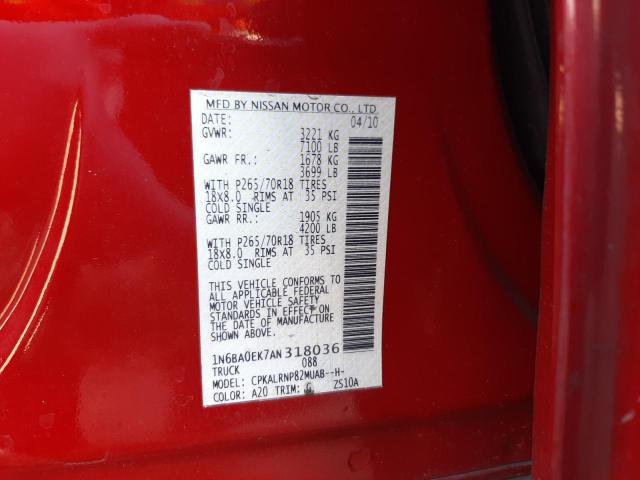 MFD BY NISSAN MOTOR CO., LTD
DATE: 04/10
GVWR: 3221 KG
7100 LB
GAWR FR.: 1678 KG
3699 LB
WITH P265/70R18 TIRES
18X8.0 RIMS AT 35 PSI
COLD SINGLE
GAWR RR.: 1905 KG
4200 LB
WITH P265/70R18 TIRES
18X8.0 RIMS AT 35 PSI
COLD SINGLE
THIS VEHICLE CONFORMS TO
ALL APPLICABLE FEDERAL
MOTOR VEHICLE SAFETY
STANDARDS IN EFFECT ON
THE DATE OF MANUFACTURE
1N6BA0EK7AN318036
TRUCK 088
MODEL: CPKALRNP82MUAB--H-
COLOR: A20 TRIM: G ZS10A